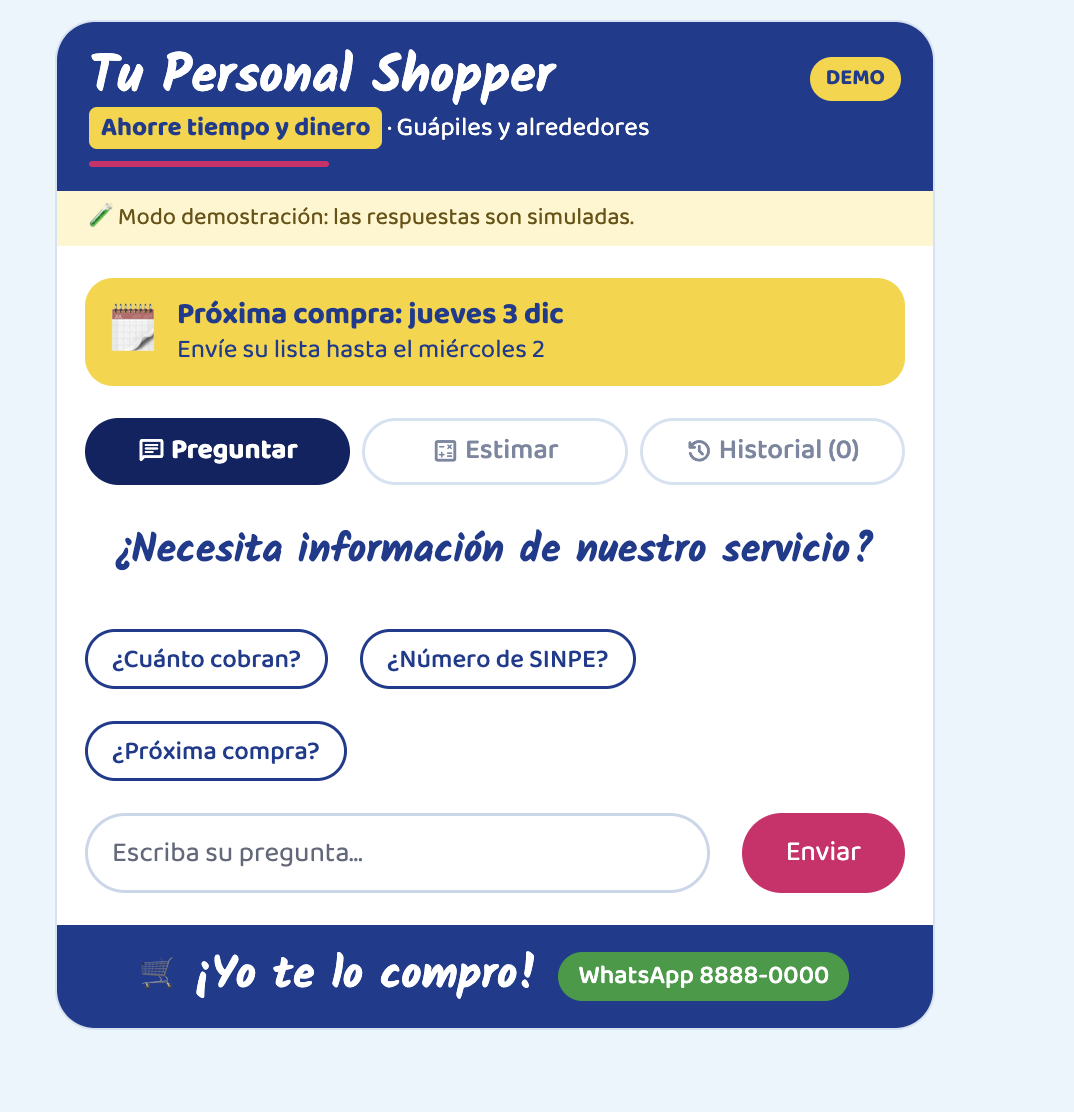 Tu Personal Shopper
DEMO
Ahorre tiempo y dinero · Guápiles y alrededores
Modo demostración: las respuestas son simuladas.
Próxima compra: jueves 3 dic
Envíe su lista hasta el miércoles 2
Preguntar
Estimar
Historial (0)
¿Necesita información de nuestro servicio?
¿Cuánto cobran?
¿Número de SINPE?
¿Próxima compra?
Escriba su pregunta...
Enviar
¡Yo te lo compro!
WhatsApp 8888-0000